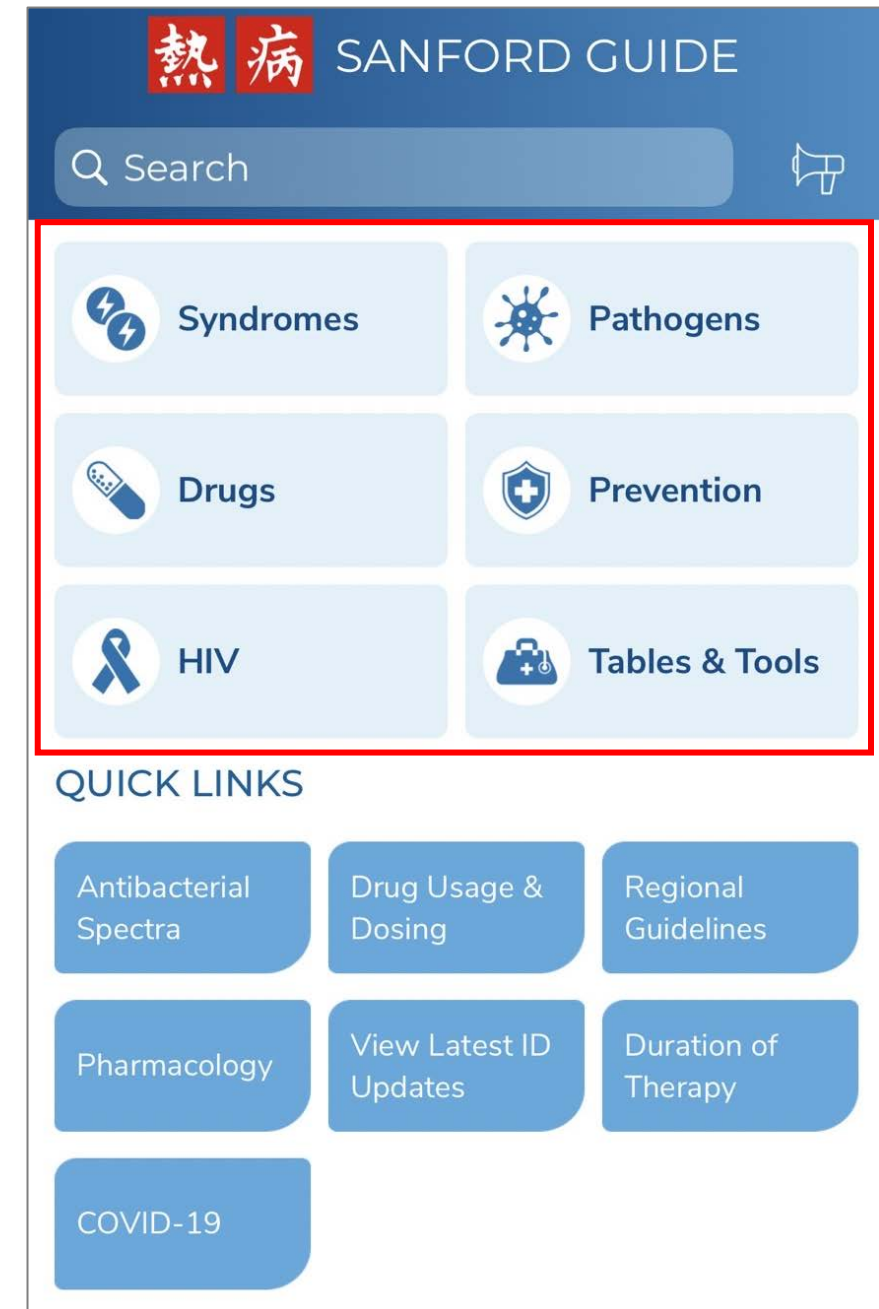 熱病 SANFORD GUIDE
Search
Syndromes
Pathogens
Drugs
Prevention
HIV
Tables & Tools
QUICK LINKS
Antibacterial
Spectra
Drug Usage &
Dosing
Regional
Guidelines
Pharmacology
View Latest ID
Updates
Duration of
Therapy
COVID-19